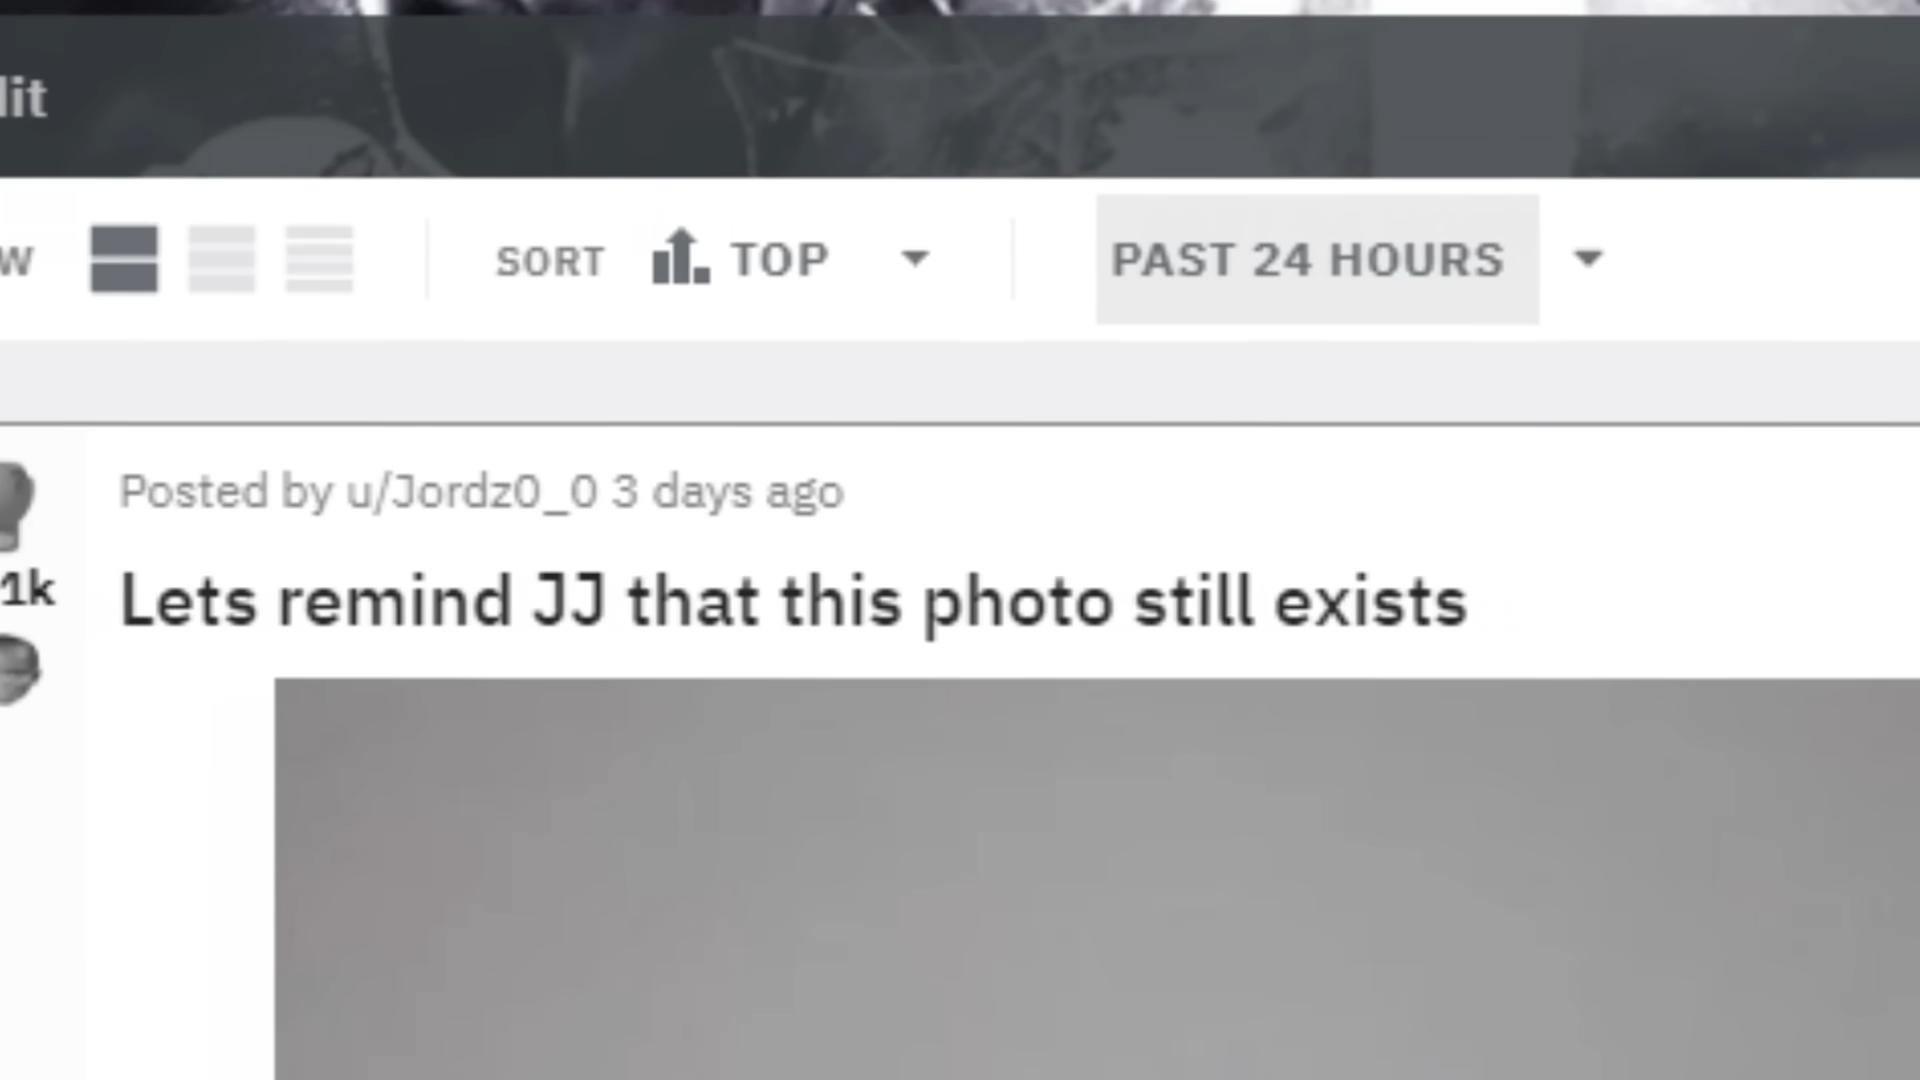 lit
W
SORT TOP PAST 24 HOURS
Posted by u/Jordz0_0 3 days ago
1k
Lets remind JJ that this photo still exists